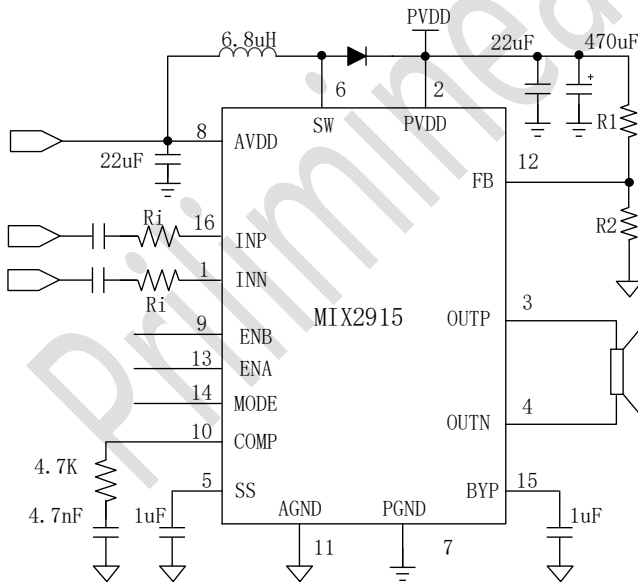 PVDD
6.8uH
22uF
470uF
6
2
R1
SW
PVDD
8
AVDD
12
22uF
FB
Ri
16
R2
INP
1
INN
Ri
MIX2915
3
OUTP
9
ENB
13
ENA
14
MODE
4
OUTN
10
COMP
4.7K
5
SS
BYP
15
4.7nF
1uF
AGND
PGND
1uF
11
7
Priliminea